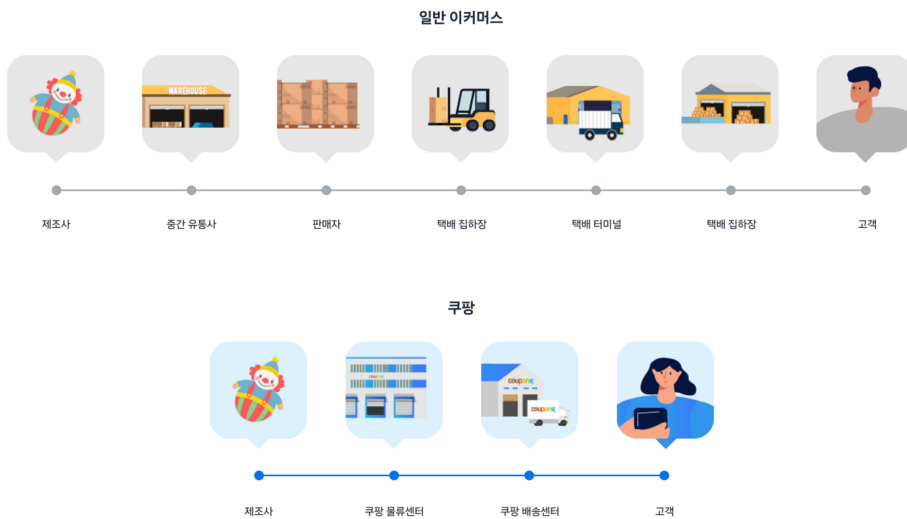 일반 이커머스
WAREHOUSE
제조사
중간 유통사
판매자
택배 집하장
택배 터미널
택배 집하장
고객
쿠팡
coupang
coupang
coupang
제조사
쿠팡 물류센터
쿠팡 배송센터
고객